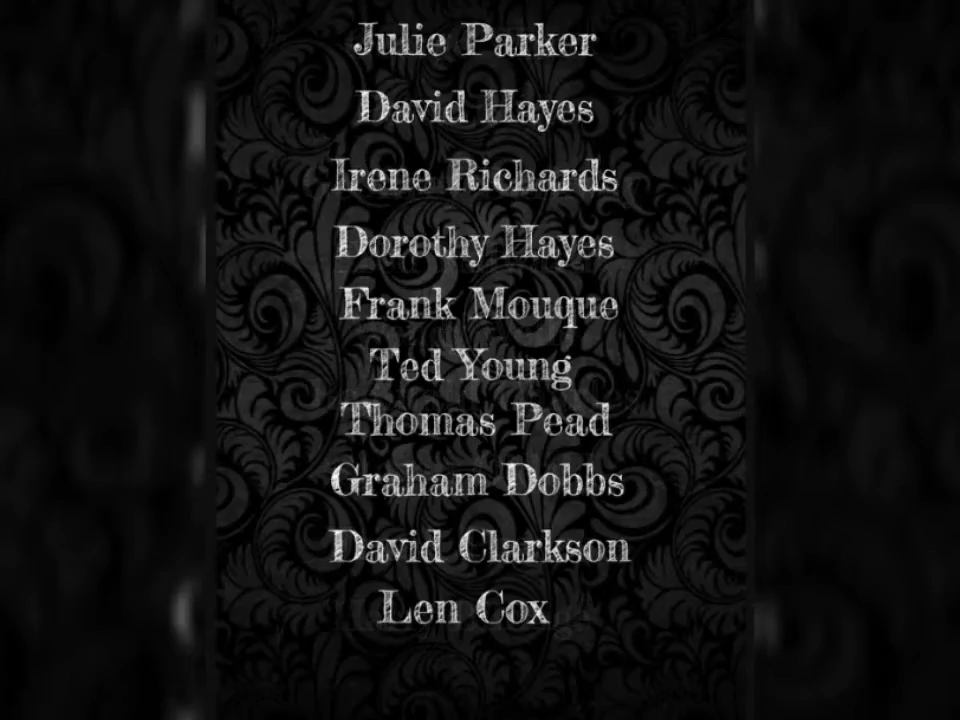 Julie Parker
David Hayes
Irene Richards
Dorothy Hayes
Frank Mouque
Ted Young
Thomas Pead
Graham Dobbs
David Clarkson
Len Cox